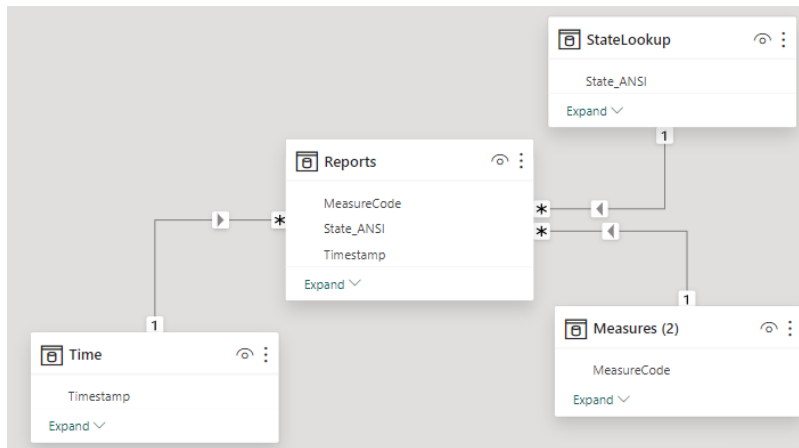 StateLookup
State_ANSI
Expand
1
Reports
MeasureCode
State_ANSI
Timestamp
Expand
*
*
*
1
1
Time
Timestamp
Expand
Measures (2)
MeasureCode
Expand